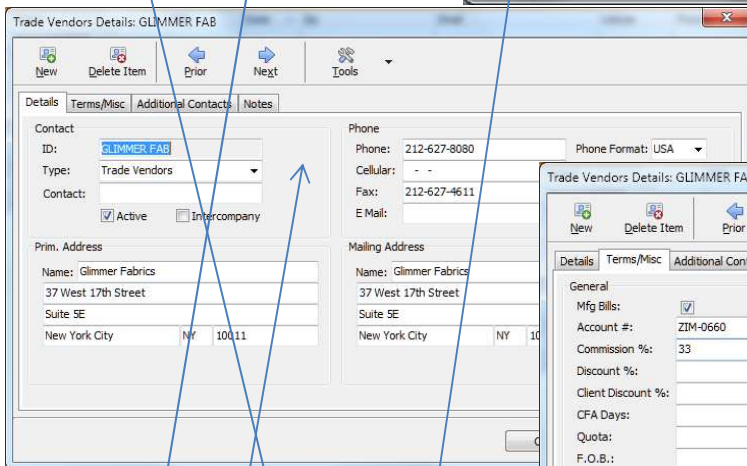 Trade Vendors Details: GLIMMER FAB
New Delete Item Prior Next Tools
Details Terms/Misc Additional Contacts Notes
Contact
ID: GLIMMER FAB
Type: Trade Vendors
Contact:
Active Intercompany
Phone
Phone: 212-627-8080 Phone Format: USA
Cellular: - -
Fax: 212-627-4611
E Mail:
Prim. Address
Name: Glimmer Fabrics
37 West 17th Street
Suite 5E
New York City NY 10011
Mailing Address
Name: Glimmer Fabrics
37 West 17th Street
Suite 5E
New York City NY 10
Trade Vendors Details: GLIMMER FA
New Delete Item Prior
Details Terms/Misc Additional Cont
General
Mfg Bills:
Account #: ZIM-0660
Commission %: 33
Discount %:
Client Discount %:
CFA Days:
Quota:
F.O.B.: